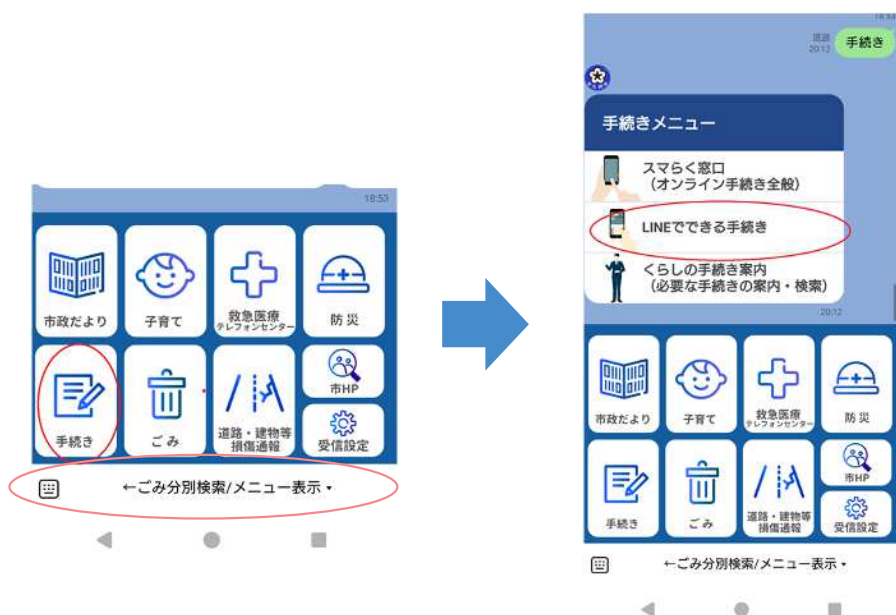 18:53
市政だより
子育て
救急医療
テレフォンセンター
防災
手続き
ごみ
道路・建物等
損傷通報
市HP
受信設定
←ごみ分別検索/メニュー表示▾
18:53
既読
20:12
手続き
手続きメニュー
スマらく窓口
（オンライン手続き全般）
LINEでできる手続き
くらしの手続き案内
（必要な手続きの案内・検索）
20:12
市政だより
子育て
救急医療
テレフォンセンター
防災
手続き
ごみ
道路・建物等
損傷通報
市HP
受信設定
←ごみ分別検索/メニュー表示▾